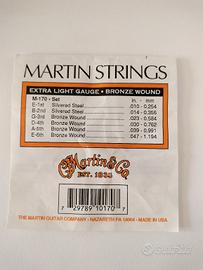 MARTIN STRINGS
EXTRA LIGHT GAUGE • BRONZE WOUND
M-170 - Set in. - mm
E-1st Silvered Steel .010 - 0.254
B-2nd Silvered Steel .014 - 0.356
G-3rd Bronze Wound .023 - 0.584
D-4th Bronze Wound .030 - 0.762
A-5th Bronze Wound .039 - 0.991
E-6th Bronze Wound .047 - 1.194
Martin & Co.
EST. 1833
7 29789 10170 7
THE MARTIN GUITAR COMPANY • NAZARETH PA 18064 • MADE IN USA
subito